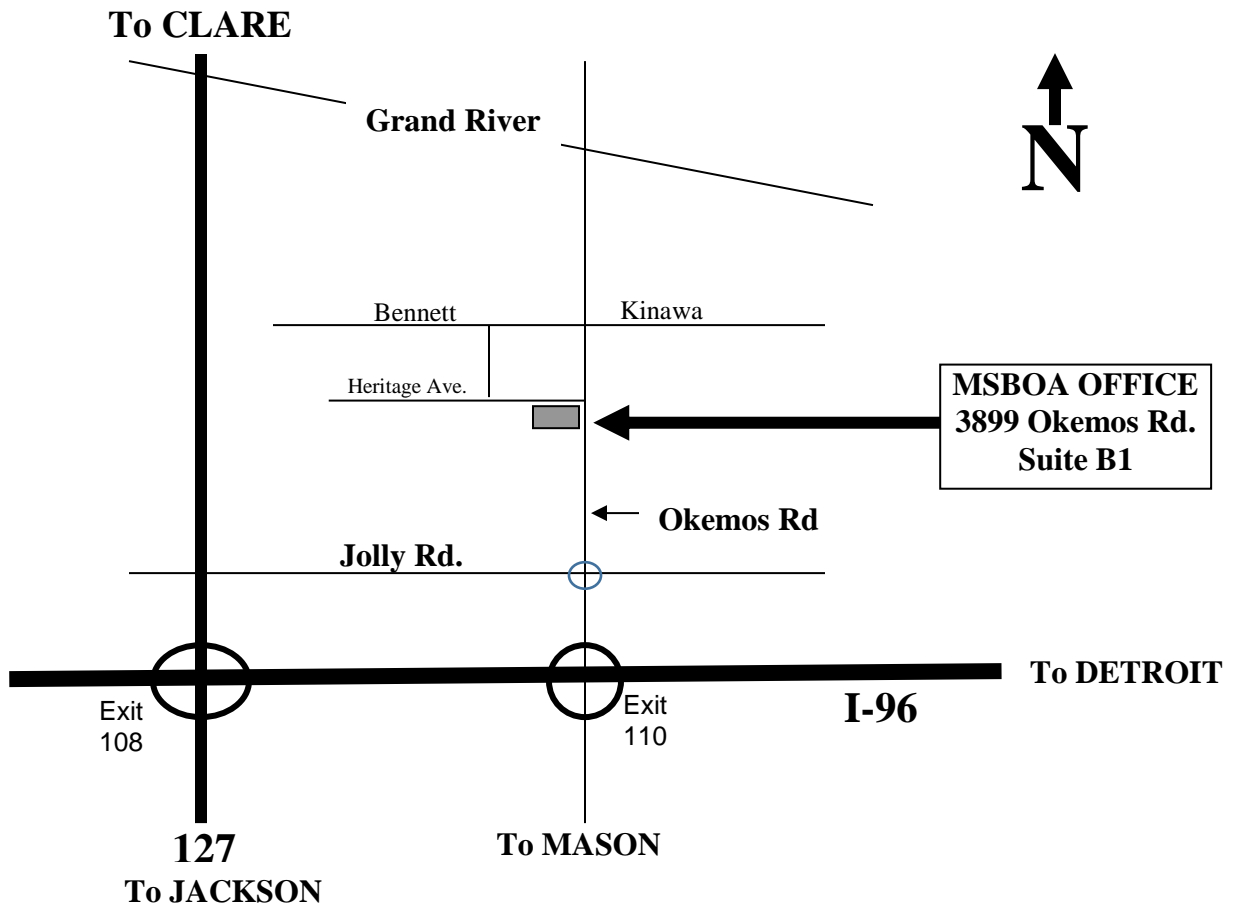 To CLARE
Grand River
N
Bennett
Kinawa
Heritage Ave.
MSBOA OFFICE
3899 Okemos Rd.
Suite B1
Okemos Rd
Jolly Rd.
To DETROIT
I-96
Exit
108
Exit
110
127
To JACKSON
To MASON